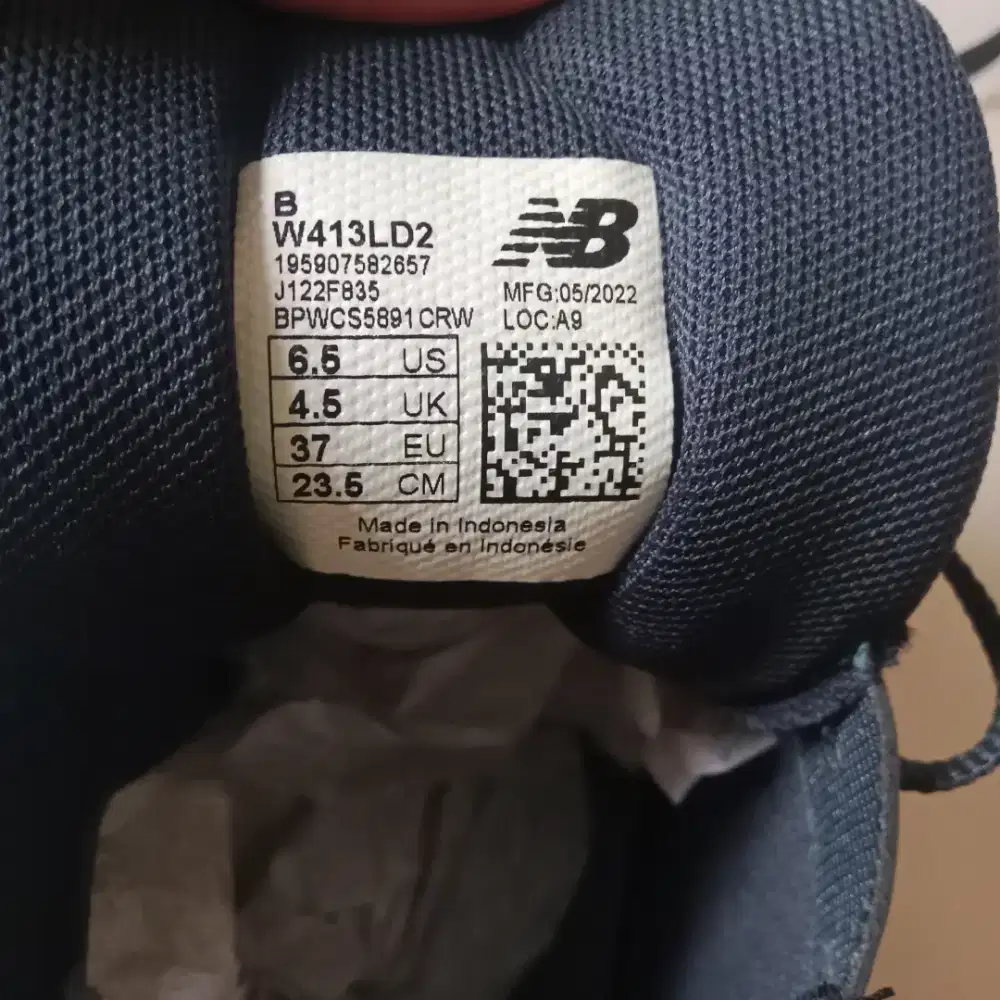 B
W413LD2
195907582657
J122F835
BPWCS5891CRW
NB
MFG:05/2022
LOC:A9
6.5 US
4.5 UK
37 EU
23.5 CM
Made in Indonesia
Fabriqué en Indonésie